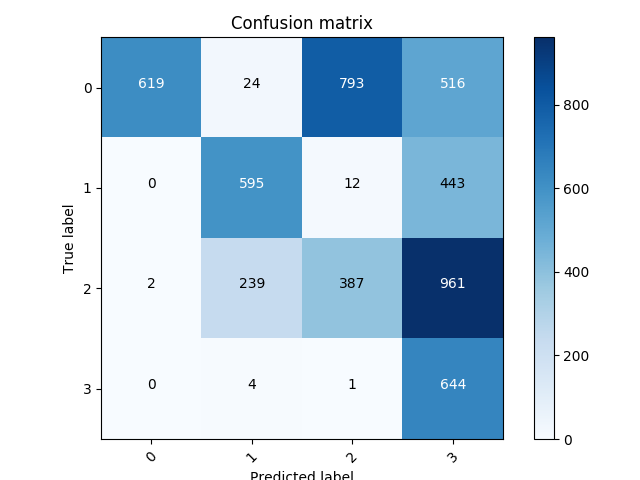 Confusion matrix
0 619 24 793 516
1 0 595 12 443
2 2 239 387 961
3 0 4 1 644
0 1 2 3
True label
Predicted label
800
600
400
200
0